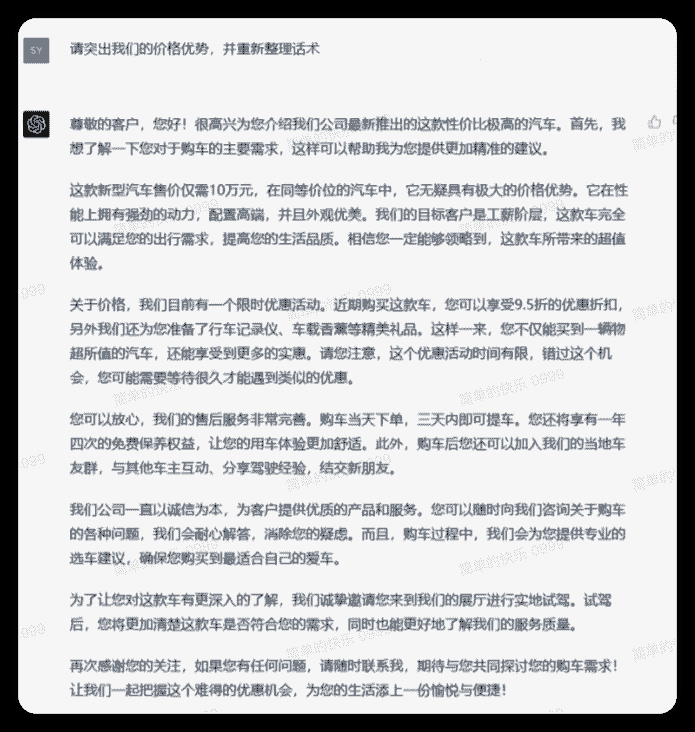 SY
请突出我们的价格优势，并重新整理话术
尊敬的客户，您好！很高兴为您介绍我们公司最新推出的这款性价比极高的汽车。首先，我
想了解一下您对于购车的主要需求，这样可以帮助我为您提供更加精准的建议。
这款新型汽车售价仅需10万元，在同等价位的汽车中，它无疑具有极大的价格优势。它在性
能上拥有强劲的动力，配置高端，并且外观优美。我们的目标客户是工薪阶层，这款车完全
可以满足您的出行需求，提高您的生活品质。相信您一定能够领略到，这款车所带来的超值
体验。
关于价格，我们目前有一个限时优惠活动。近期购买这款车，您可以享受9.5折的优惠折扣，
另外我们还为您准备了行车记录仪、车载香薰等精美礼品。这样一来，您不仅能买到一辆物
超所值的汽车，还能享受到更多的实惠。请您注意，这个优惠活动时间有限，错过这个机
会，您可能需要等待很久才能遇到类似的优惠。
您可以放心，我们的售后服务非常完善。购车当天下单，三天内即可提车。您还将享有一年
四次的免费保养权益，让您的用车体验更加舒适。此外，购车后您还可以加入我们的当地车
友群，与其他车主互动、分享驾驶经验，结交新朋友。
我们公司一直以诚信为本，为客户提供优质的产品和服务。您可以随时向我们咨询关于购车
的各种问题，我们会耐心解答，消除您的疑虑。而且，购车过程中，我们会为您提供专业的
选车建议，确保您购买到最适合自己的爱车。
为了让您对这款车有更深入的了解，我们诚挚邀请您来到我们的展厅进行实地试驾。试驾
后，您将更加清楚这款车是否符合您的需求，同时也能更好地了解我们的服务质量。
再次感谢您的关注，如果您有任何问题，请随时联系我，期待与您共同探讨您的购车需求！
让我们一起把握这个难得的优惠机会，为您的生活添上一份愉悦与便捷！
简单的快乐 0999